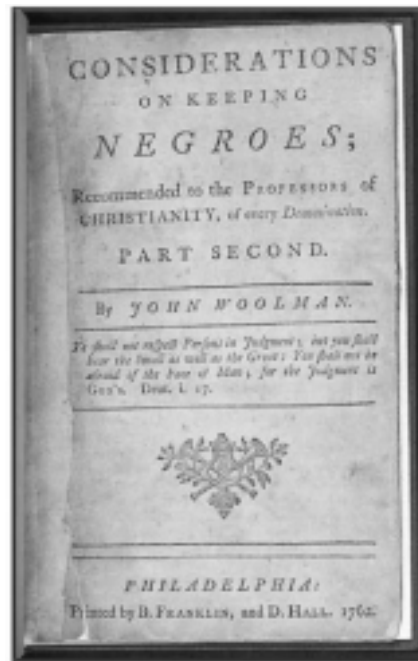 CONSIDERATIONS
ON KEEPING
NEGROES;
Recommended to the PROFESSORS of
CHRISTIANITY, of every Denomination.
PART SECOND.
By JOHN WOOLMAN.
Ye shall not respect Persons in Judgment; but you shall
hear the Small as well as the Great: You shall not be
afraid of the Face of Man; for the Judgment is
GOD's. Deut. i. 17.
PHILADELPHIA:
Printed by B. FRANKLIN, and D. HALL. 1762.